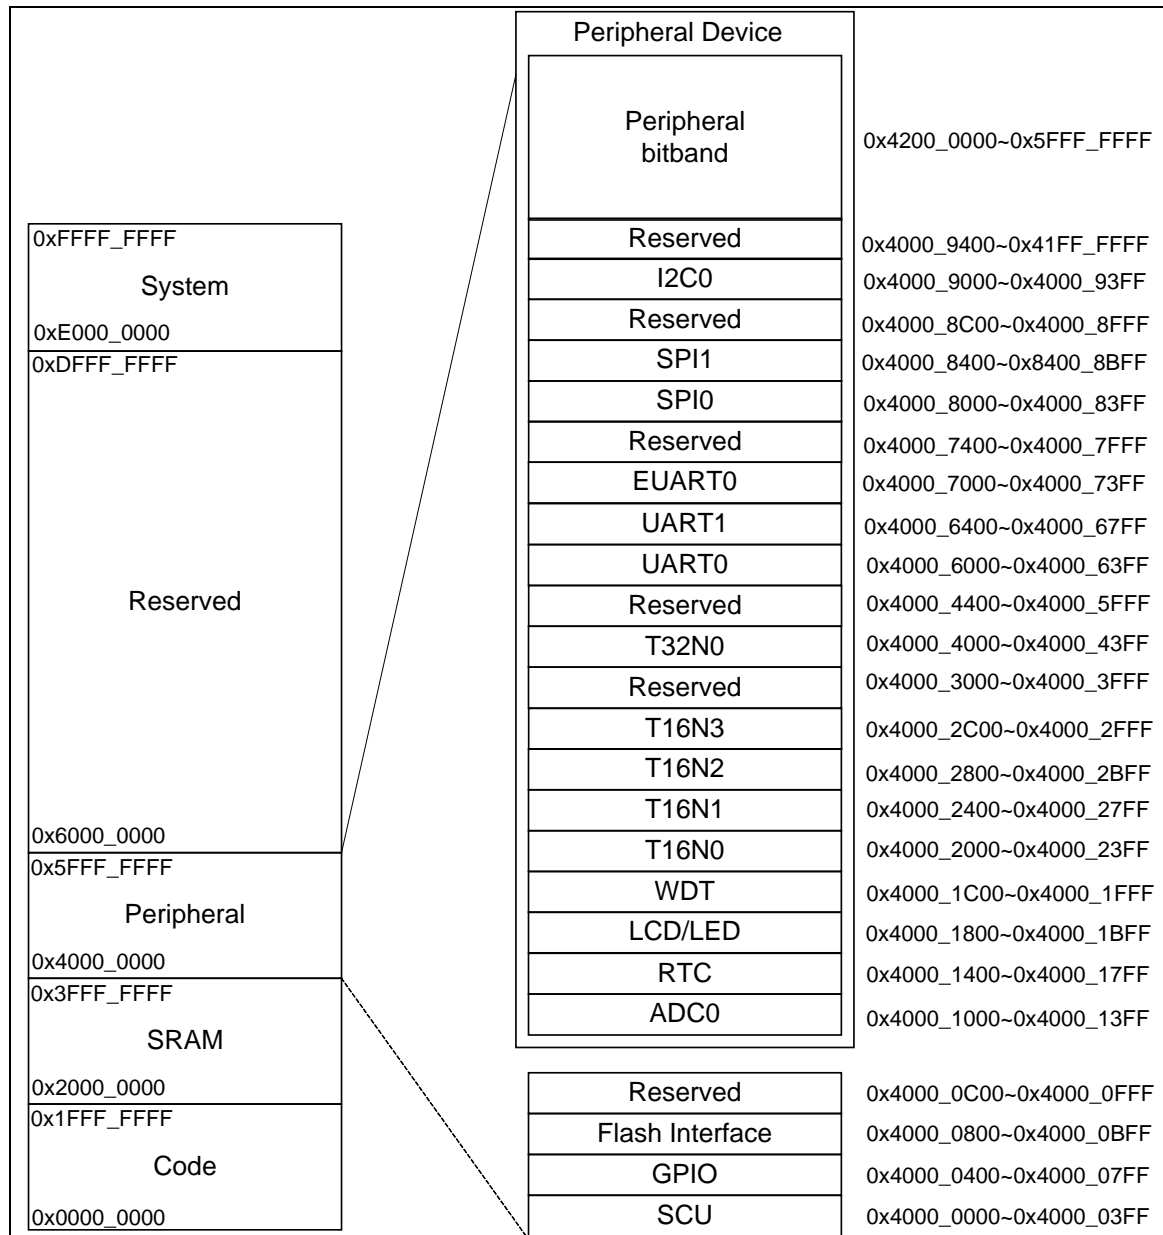 0xFFFF_FFFF
System
0xE000_0000
0xDFFF_FFFF
Reserved
0x6000_0000
0x5FFF_FFFF
Peripheral
0x4000_0000
0x3FFF_FFFF
SRAM
0x2000_0000
0x1FFF_FFFF
Code
0x0000_0000
Peripheral Device
Peripheral
bitband
0x4200_0000~0x5FFF_FFFF
Reserved 0x4000_9400~0x41FF_FFFF
I2C0 0x4000_9000~0x4000_93FF
Reserved 0x4000_8C00~0x4000_8FFF
SPI1 0x4000_8400~0x8400_8BFF
SPI0 0x4000_8000~0x4000_83FF
Reserved 0x4000_7400~0x4000_7FFF
EUART0 0x4000_7000~0x4000_73FF
UART1 0x4000_6400~0x4000_67FF
UART0 0x4000_6000~0x4000_63FF
Reserved 0x4000_4400~0x4000_5FFF
T32N0 0x4000_4000~0x4000_43FF
Reserved 0x4000_3000~0x4000_3FFF
T16N3 0x4000_2C00~0x4000_2FFF
T16N2 0x4000_2800~0x4000_2BFF
T16N1 0x4000_2400~0x4000_27FF
T16N0 0x4000_2000~0x4000_23FF
WDT 0x4000_1C00~0x4000_1FFF
LCD/LED 0x4000_1800~0x4000_1BFF
RTC 0x4000_1400~0x4000_17FF
ADC0 0x4000_1000~0x4000_13FF
Reserved 0x4000_0C00~0x4000_0FFF
Flash Interface 0x4000_0800~0x4000_0BFF
GPIO 0x4000_0400~0x4000_07FF
SCU 0x4000_0000~0x4000_03FF